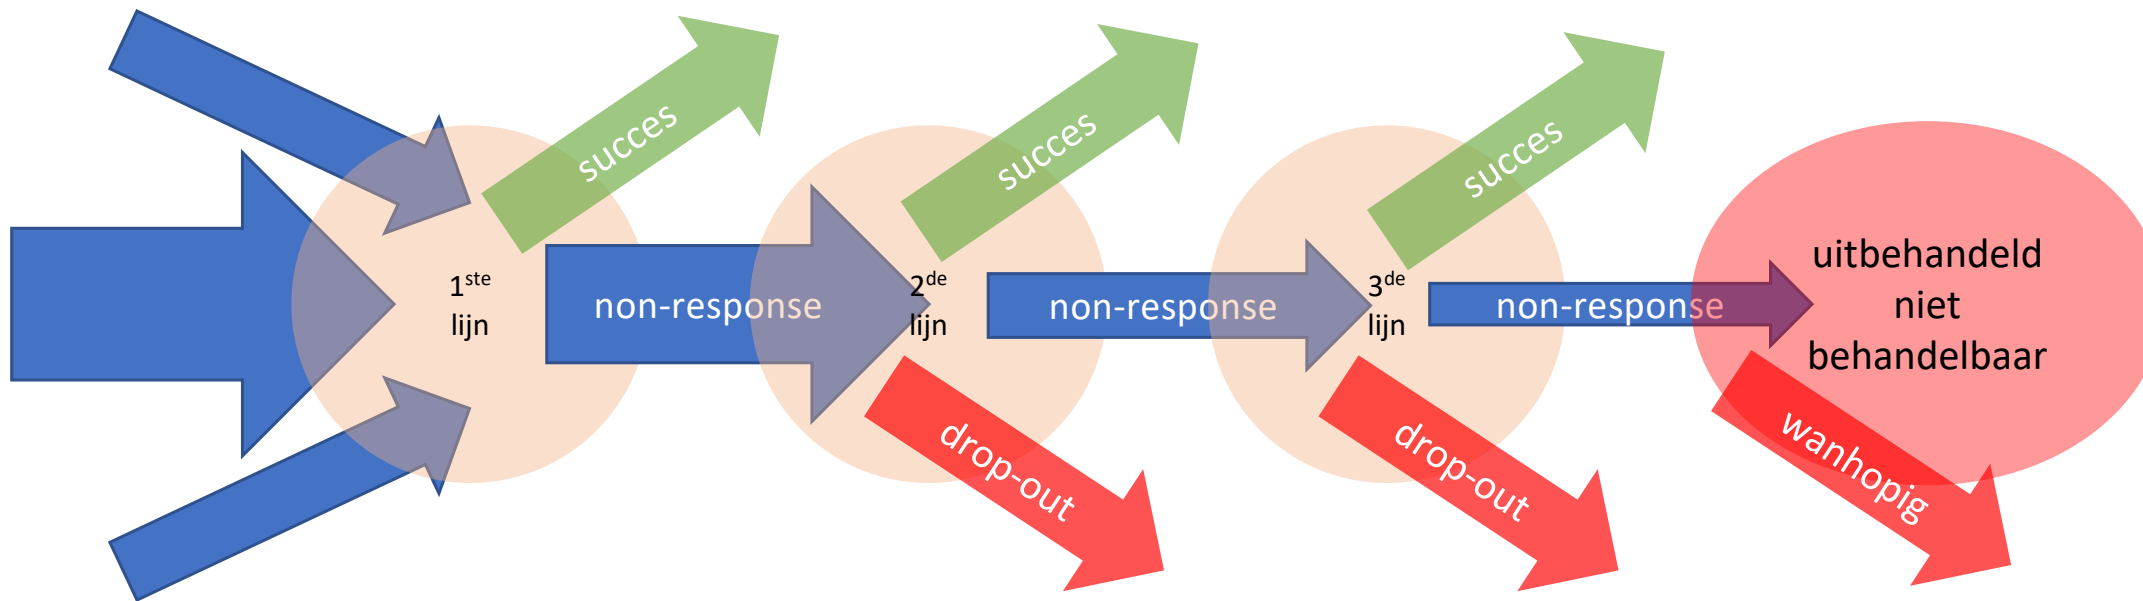 succes
succes
succes
1ste
lijn
non-response
2de
lijn
non-response
3de
lijn
non-response
uitbehandeld
niet
behandelbaar
drop-out
drop-out
wanhopig